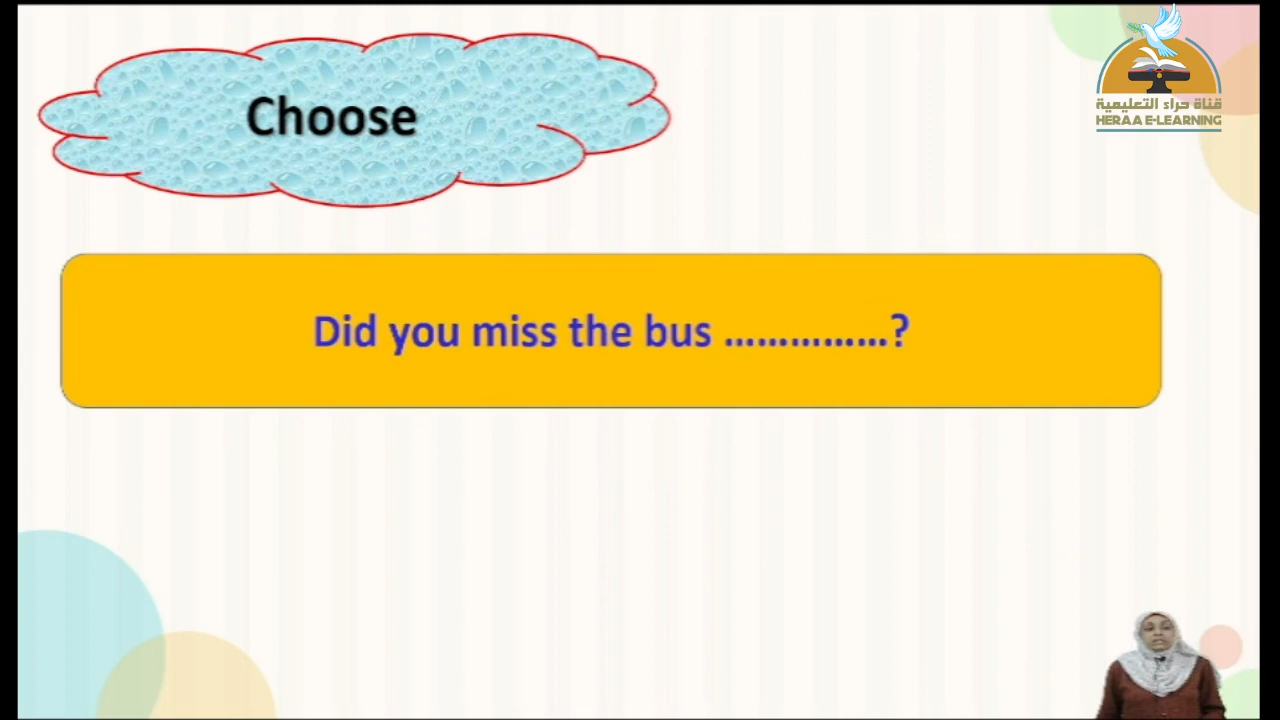 قناة حراء التعليمية
HERAA E-LEARNING
Choose
Did you miss the bus ...............?